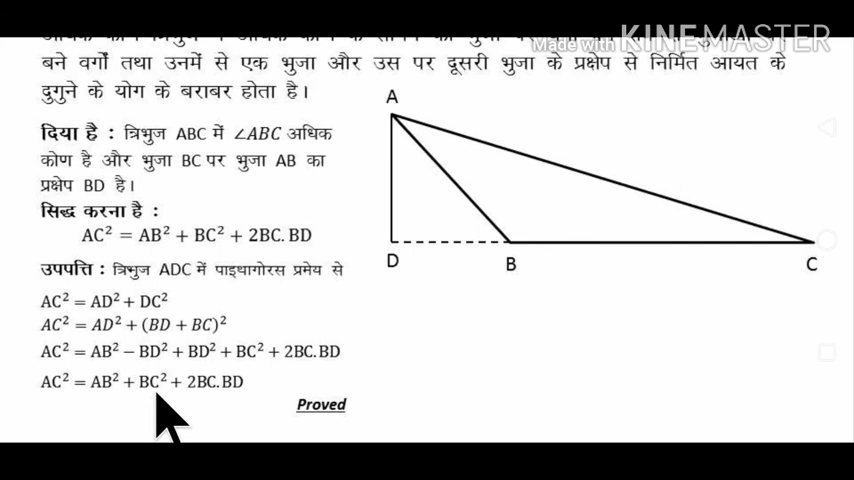 Made with KINEMASTER
बने वर्गों तथा उनमें से एक भुजा और उस पर दूसरी भुजा के प्रक्षेप से निर्मित आयत के
दुगुने के योग के बराबर होता है।
दिया है : त्रिभुज ABC में ∠ABC अधिक
कोण है और भुजा BC पर भुजा AB का
प्रक्षेप BD है।
सिद्ध करना है :
AC² = AB² + BC² + 2BC.BD
उपपत्ति : त्रिभुज ADC में पाइथागोरस प्रमेय से
AC² = AD² + DC²
AC² = AD² + (BD + BC)²
AC² = AB² − BD² + BD² + BC² + 2BC.BD
AC² = AB² + BC² + 2BC.BD
Proved
A
D
B
C